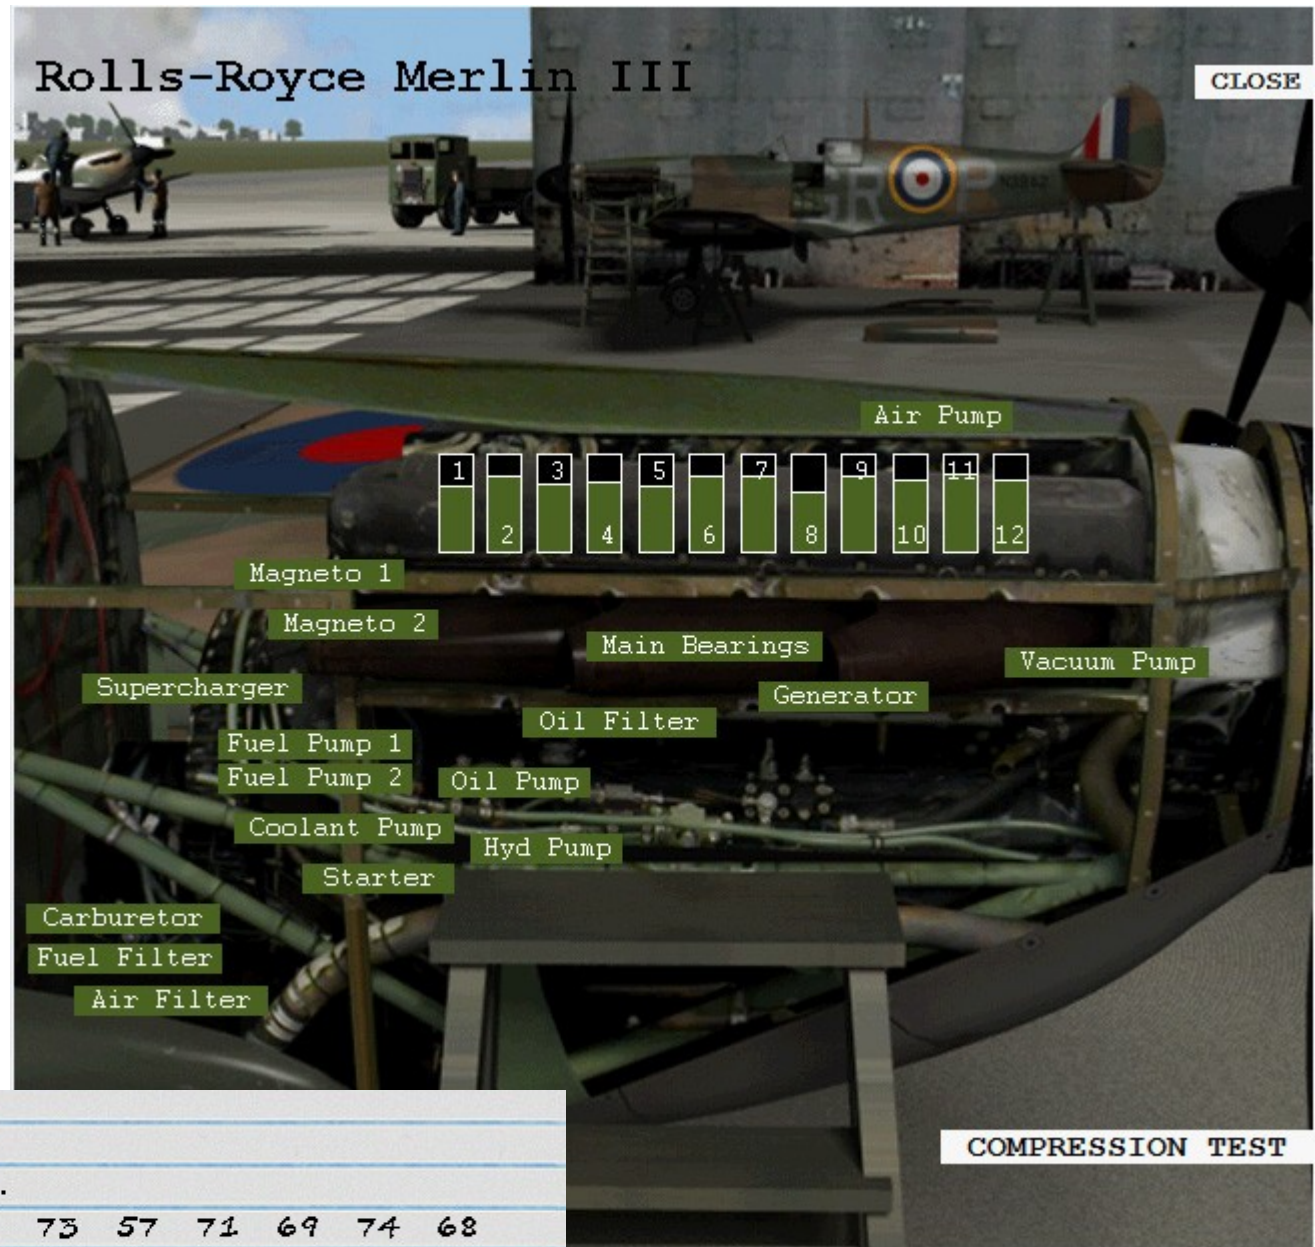 Rolls-Royce Merlin III
CLOSE
Air Pump
1 3 5 7 9 11
2 4 6 8 10 12
Magneto 1
Magneto 2
Main Bearings
Vacuum Pump
Supercharger
Generator
Oil Filter
Fuel Pump 1
Fuel Pump 2
Oil Pump
Coolant Pump
Hyd Pump
Starter
Carburetor
Fuel Filter
Air Filter
COMPRESSION TEST
.
73 57 71 69 74 68